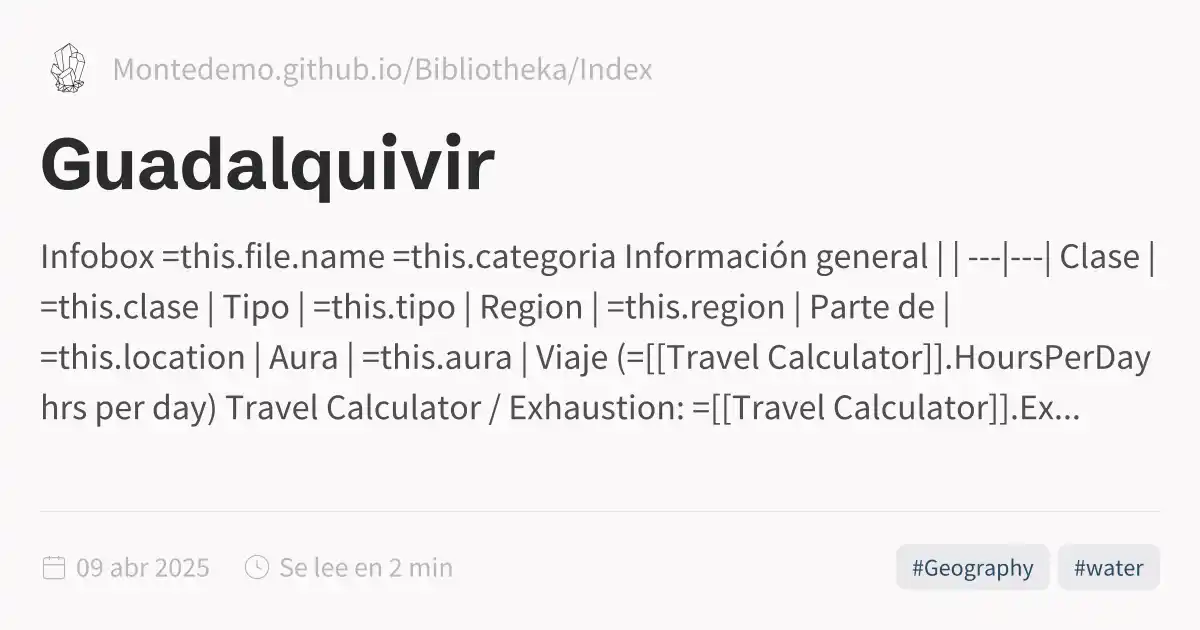 Montedemo.github.io/Bibliotheka/Index
Guadalquivir
Infobox =this.file.name =this.categoria Información general | | ---|---| Clase |
=this.clase | Tipo | =this.tipo | Region | =this.region | Parte de |
=this.location | Aura | =this.aura | Viaje (=[[Travel Calculator]].HoursPerDay
hrs per day) Travel Calculator / Exhaustion: =[[Travel Calculator]].Ex...
09 abr 2025 Se lee en 2 min #Geography #water